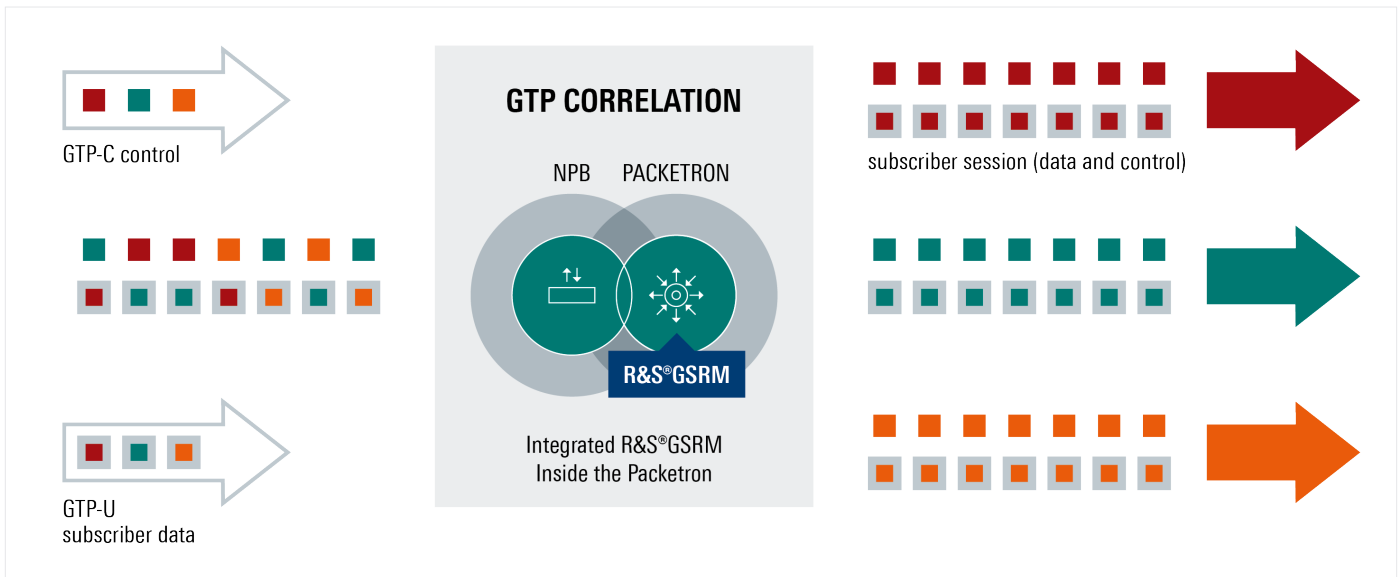 GTP-C control
GTP-U
subscriber data
GTP CORRELATION
NPB
PACKETRON
R&S®GSRM
Integrated R&S®GSRM
Inside the Packetron
subscriber session (data and control)